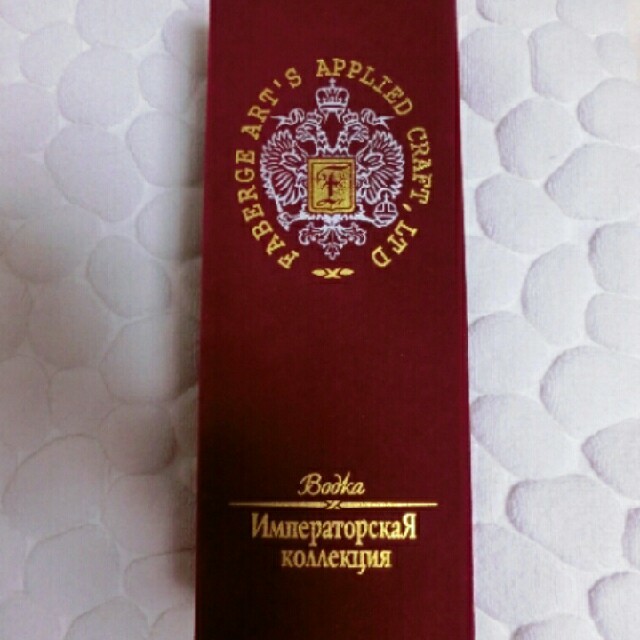 FABERGE ART'S APPLIED CRAFT, LTD
F
Водка
ИмператорскаЯ
коллекция